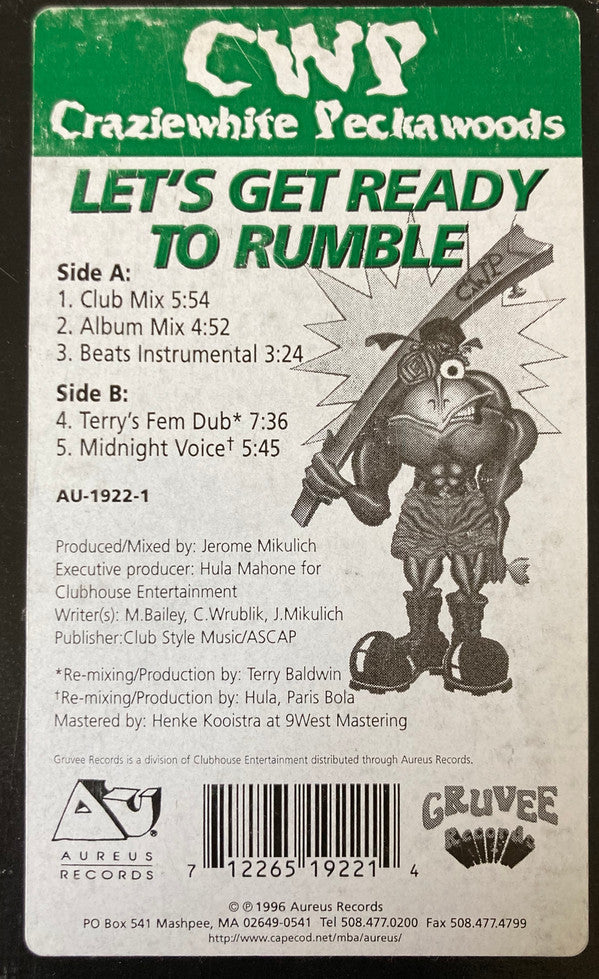 CWP
Craziewhite Peckawoods
LET'S GET READY
TO RUMBLE
CWP
Side A:
1. Club Mix 5:54
2. Album Mix 4:52
3. Beats Instrumental 3:24
Side B:
4. Terry's Fem Dub* 7:36
5. Midnight Voice† 5:45
AU-1922-1
Produced/Mixed by: Jerome Mikulich
Executive producer: Hula Mahone for
Clubhouse Entertainment
Writer(s): M.Bailey, C.Wrublik, J.Mikulich
Publisher:Club Style Music/ASCAP
*Re-mixing/Production by: Terry Baldwin
†Re-mixing/Production by: Hula, Paris Bola
Mastered by: Henke Kooistra at 9West Mastering
Gruvee Records is a division of Clubhouse Entertainment distributed through Aureus Records.
AU®
AUREUS
RECORDS
7 12265 19221 4
GRUVEE
Records
© ℗ 1996 Aureus Records
PO Box 541 Mashpee, MA 02649-0541 Tel 508.477.0200 Fax 508.477.4799
http://www.capecod.net/mba/aureus/